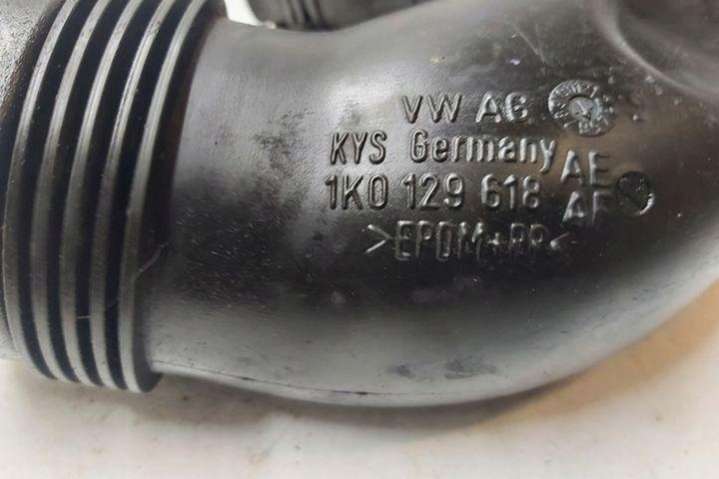 VW AG
KYS Germany
1K0 129 618 AE
AF
>EPDM+PP<